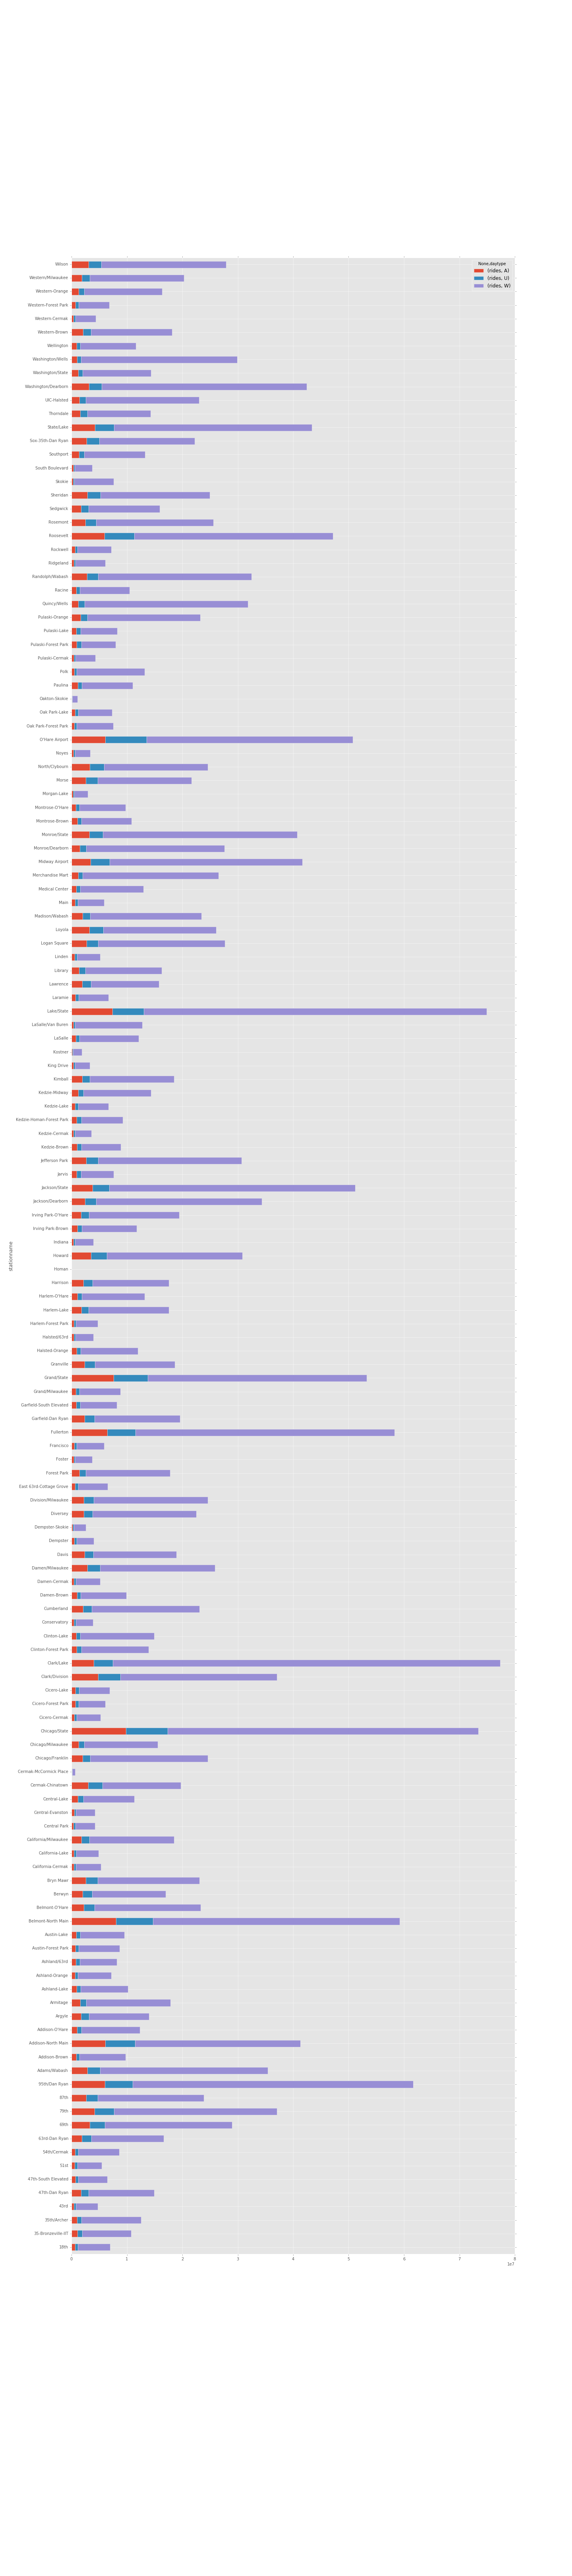 None,daytype
(rides, A)
(rides, U)
(rides, W)
stationname
Wilson
Western/Milwaukee
Western-Orange
Western-Forest Park
Western-Cermak
Western-Brown
Wellington
Washington/Wells
Washington/State
Washington/Dearborn
UIC-Halsted
Thorndale
State/Lake
Sox-35th-Dan Ryan
Southport
South Boulevard
Skokie
Sheridan
Sedgwick
Rosemont
Roosevelt
Rockwell
Ridgeland
Randolph/Wabash
Racine
Quincy/Wells
Pulaski-Orange
Pulaski-Lake
Pulaski-Forest Park
Pulaski-Cermak
Polk
Paulina
Oakton-Skokie
Oak Park-Lake
Oak Park-Forest Park
O'Hare Airport
Noyes
North/Clybourn
Morse
Morgan-Lake
Montrose-O'Hare
Montrose-Brown
Monroe/State
Monroe/Dearborn
Midway Airport
Merchandise Mart
Medical Center
Main
Madison/Wabash
Loyola
Logan Square
Linden
Library
Lawrence
Laramie
Lake/State
LaSalle/Van Buren
LaSalle
Kostner
King Drive
Kimball
Kedzie-Midway
Kedzie-Lake
Kedzie-Homan-Forest Park
Kedzie-Cermak
Kedzie-Brown
Jefferson Park
Jarvis
Jackson/State
Jackson/Dearborn
Irving Park-O'Hare
Irving Park-Brown
Indiana
Howard
Homan
Harrison
Harlem-O'Hare
Harlem-Lake
Harlem-Forest Park
Halsted/63rd
Halsted-Orange
Granville
Grand/State
Grand/Milwaukee
Garfield-South Elevated
Garfield-Dan Ryan
Fullerton
Francisco
Foster
Forest Park
East 63rd-Cottage Grove
Division/Milwaukee
Diversey
Dempster-Skokie
Dempster
Davis
Damen/Milwaukee
Damen-Cermak
Damen-Brown
Cumberland
Conservatory
Clinton-Lake
Clinton-Forest Park
Clark/Lake
Clark/Division
Cicero-Lake
Cicero-Forest Park
Cicero-Cermak
Chicago/State
Chicago/Milwaukee
Chicago/Franklin
Cermak-McCormick Place
Cermak-Chinatown
Central-Lake
Central-Evanston
Central Park
California/Milwaukee
California-Lake
California-Cermak
Bryn Mawr
Berwyn
Belmont-O'Hare
Belmont-North Main
Austin-Lake
Austin-Forest Park
Ashland/63rd
Ashland-Orange
Ashland-Lake
Armitage
Argyle
Addison-O'Hare
Addison-North Main
Addison-Brown
Adams/Wabash
95th/Dan Ryan
87th
79th
69th
63rd-Dan Ryan
54th/Cermak
51st
47th-South Elevated
47th-Dan Ryan
43rd
35th/Archer
35-Bronzeville-IIT
18th
0 1 2 3 4 5 6 7 8
1e7